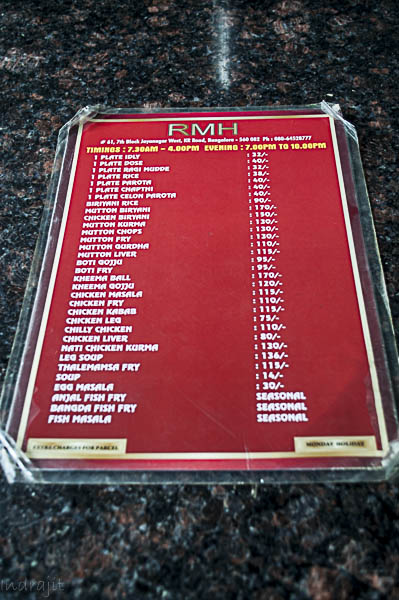 RMH
# 61, 7th Block Jayanagar West, KR Road, Bangalore - 560 082 Ph : 080-64528777
TIMINGS : 7.30AM - 4.00PM EVENING : 7.00PM TO 10.00PM
1 PLATE IDLY : 32/-
1 PLATE DOSE : 40/-
1 PLATE RAGI MUDDE : 35/-
1 PLATE RICE : 38/-
1 PLATE PAROTA : 40/-
1 PLATE CHAPTHI : 40/-
1 PLATE CELON PAROTA : 40/-
BIRIYANI RICE : 90/-
MUTTON BIRYANI : 170/-
CHICKEN BIRYANI : 150/-
MUTTON KURMA : 130/-
MUTTON CHOPS : 130/-
MUTTON FRY : 130/-
MUTTON GURDHA : 110/-
MUTTON LIVER : 115/-
BOTI GOJJU : 95/-
BOTI FRY : 95/-
KHEEMA BALL : 170/-
KHEEMA GOJJU : 120/-
CHICKEN MASALA : 115/-
CHICKEN FRY : 110/-
CHICKEN KABAB : 115/-
CHICKEN LEG : 75/-
CHILLY CHICKEN : 110/-
CHICKEN LIVER : 80/-
NATI CHICKEN KURMA : 130/-
LEG SOUP : 136/-
THALEMAMSA FRY : 115/-
SOUP : 14/-
EGG MASALA : 30/-
ANJAL FISH FRY SEASONAL
BANGDA FISH FRY : SEASONAL
FISH MASALA : SEASONAL
EXTRA CHARGES FOR PARCEL MONDAY HOLIDAY
Indrajit